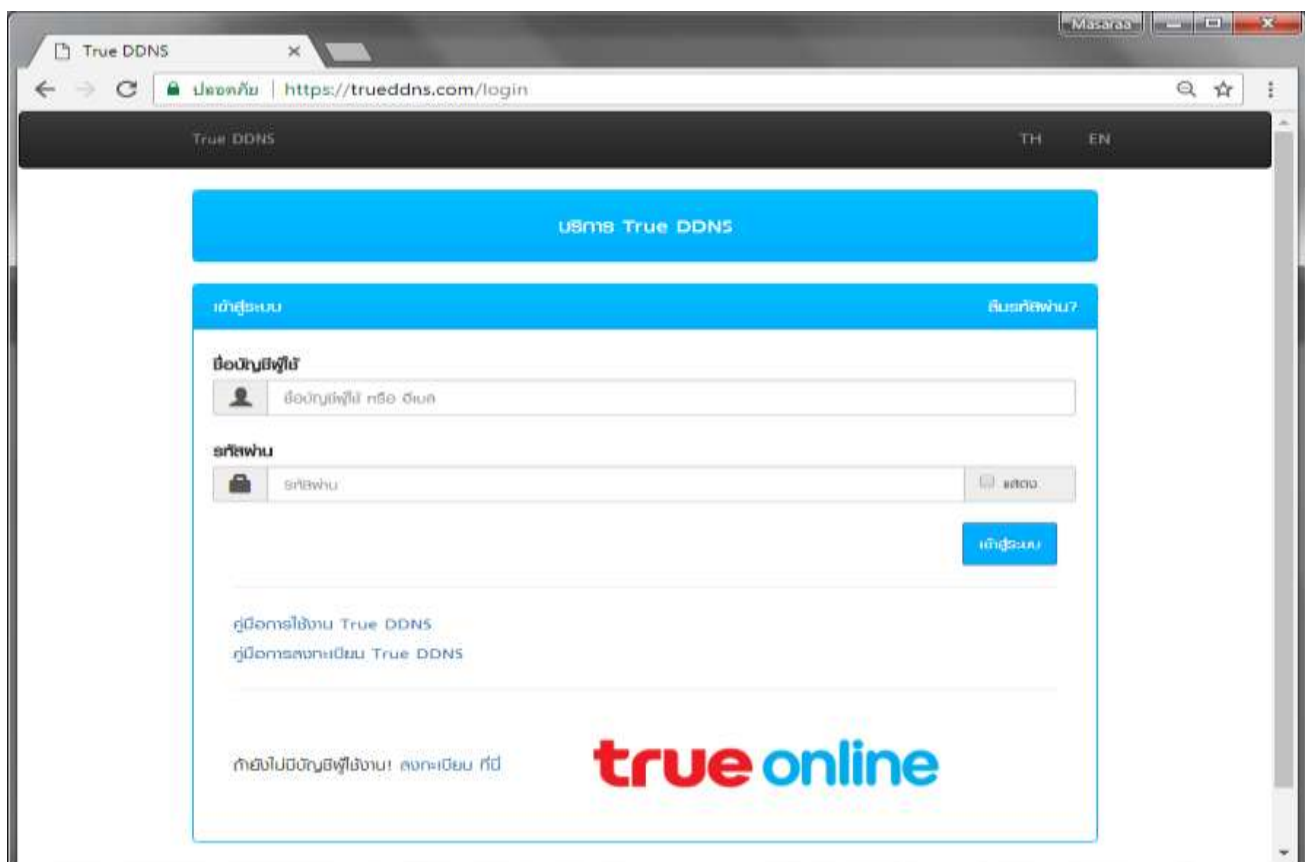 Masaraa
True DDNS
ปลอดภัย | https://trueddns.com/login
True DDNS TH EN
บริการ True DDNS
เข้าสู่ระบบ ลืมรหัสผ่าน?
ชื่อบัญชีผู้ใช้
ชื่อบัญชีผู้ใช้ หรือ อีเมล
รหัสผ่าน
รหัสผ่าน แสดง
เข้าสู่ระบบ
คู่มือการใช้งาน True DDNS
คู่มือการลงทะเบียน True DDNS
ถ้ายังไม่มีบัญชีผู้ใช้งาน! ลงทะเบียน ที่นี่
true online